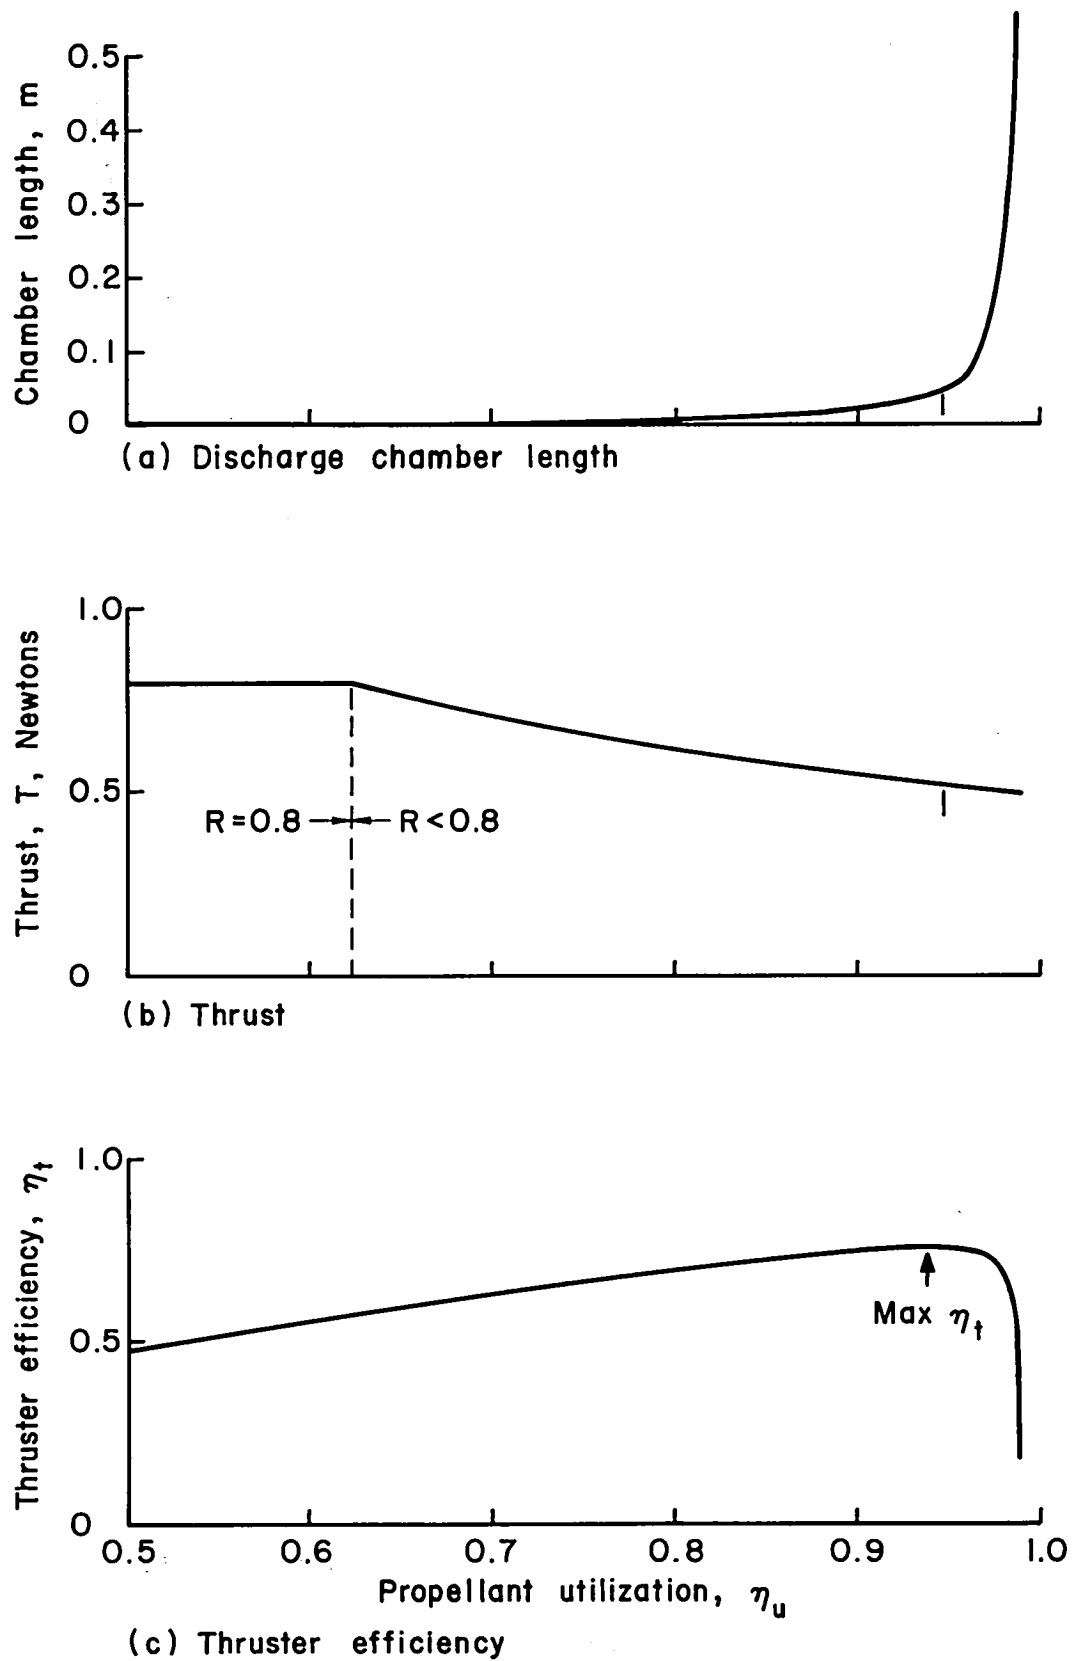 Chamber length, m
0.5
0.4
0.3
0.2
0.1
0
(a) Discharge chamber length
Thrust, T, Newtons
1.0
0.5
0
R=0.8
R<0.8
(b) Thrust
Thruster efficiency, ηt
1.0
0.5
0
Max ηt
0.5 0.6 0.7 0.8 0.9 1.0
Propellant utilization, ηu
(c) Thruster efficiency